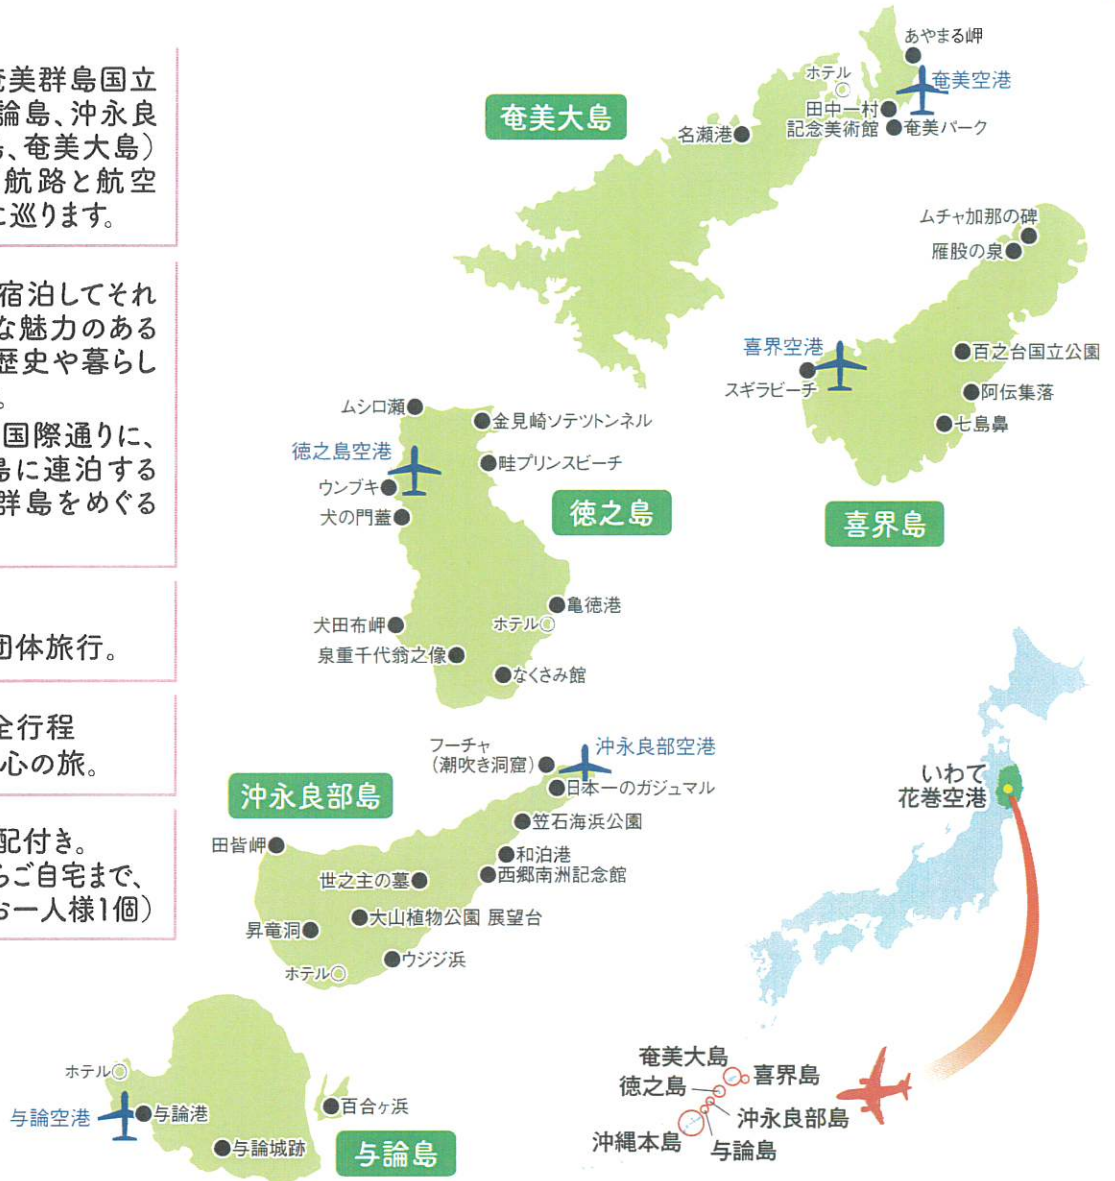 奄美群島国立
論島、沖永良
島、奄美大島）
航路と航空
に巡ります。
宿泊してそれ
な魅力のある
歴史や暮らし
。
国際通りに、
島に連泊する
群島をめぐる
団体旅行。
全行程
心の旅。
配付き。
らご自宅まで、
お一人様1個）
奄美大島
あやまる岬
ホテル
奄美空港
田中一村
記念美術館
奄美パーク
名瀬港
ムチャ加那の碑
雁股の泉
喜界空港
スギラビーチ
百之台国立公園
阿伝集落
七島鼻
喜界島
ムシロ瀬
金見崎ソテツトンネル
徳之島空港
畦プリンスビーチ
ウンブキ
犬の門蓋
徳之島
亀徳港
犬田布岬
ホテル
泉重千代翁之像
なくさみ館
フーチャ
（潮吹き洞窟）
沖永良部空港
沖永良部島
日本一のガジュマル
笠石海浜公園
田皆岬
和泊港
世之主の墓
西郷南洲記念館
大山植物公園 展望台
昇竜洞
ウジジ浜
ホテル
ホテル
与論空港
与論港
百合ヶ浜
与論城跡
与論島
いわて
花巻空港
奄美大島
喜界島
徳之島
沖永良部島
沖縄本島
与論島